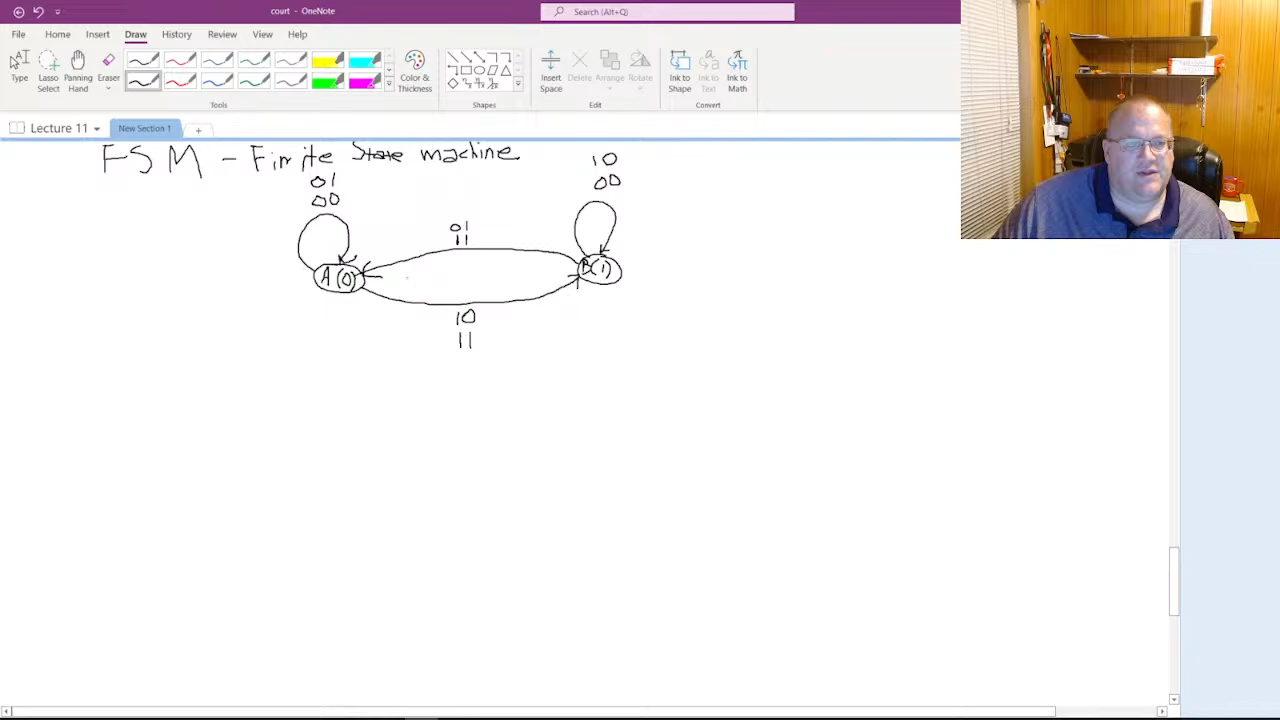 court - OneNote
Search (Alt+Q)
File Home Insert Draw History Review View Help
Type
Lasso Select
Panning Hand
Eraser
Color & Thickness
Insert Space
Delete
Arrange
Rotate
Ink to Shape
Ink to Text
Ink to Math
Tools
Shapes
Edit
Convert
Lecture 11
New Section 1
+
FSM - Finite State machine
01
00
10
00
01
11
A(0)
B(1)
10
11